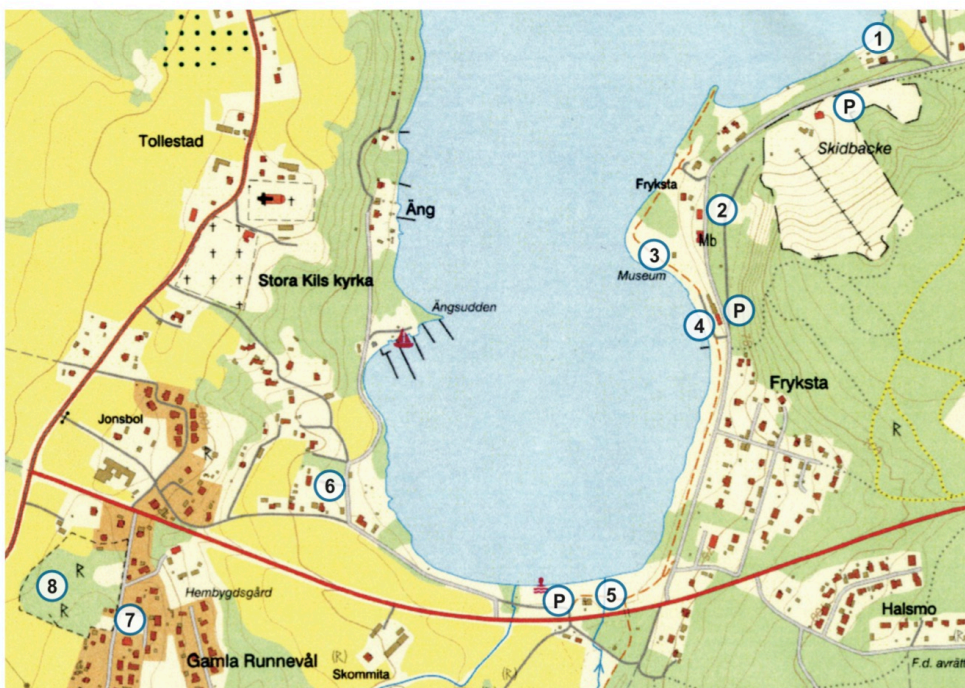 1
P
Tollestad
Skidbacke
Fryksta
2
Äng
Mb
3
Museum
Stora Kils kyrka
Ängsudden
4
P
Fryksta
Jonsbol
R
R
6
R
8
R
Hembygdsgård
P
5
7
Halsmo
Gamla Runnevål
(R)
Skommita
(R)
F.d. avrätt